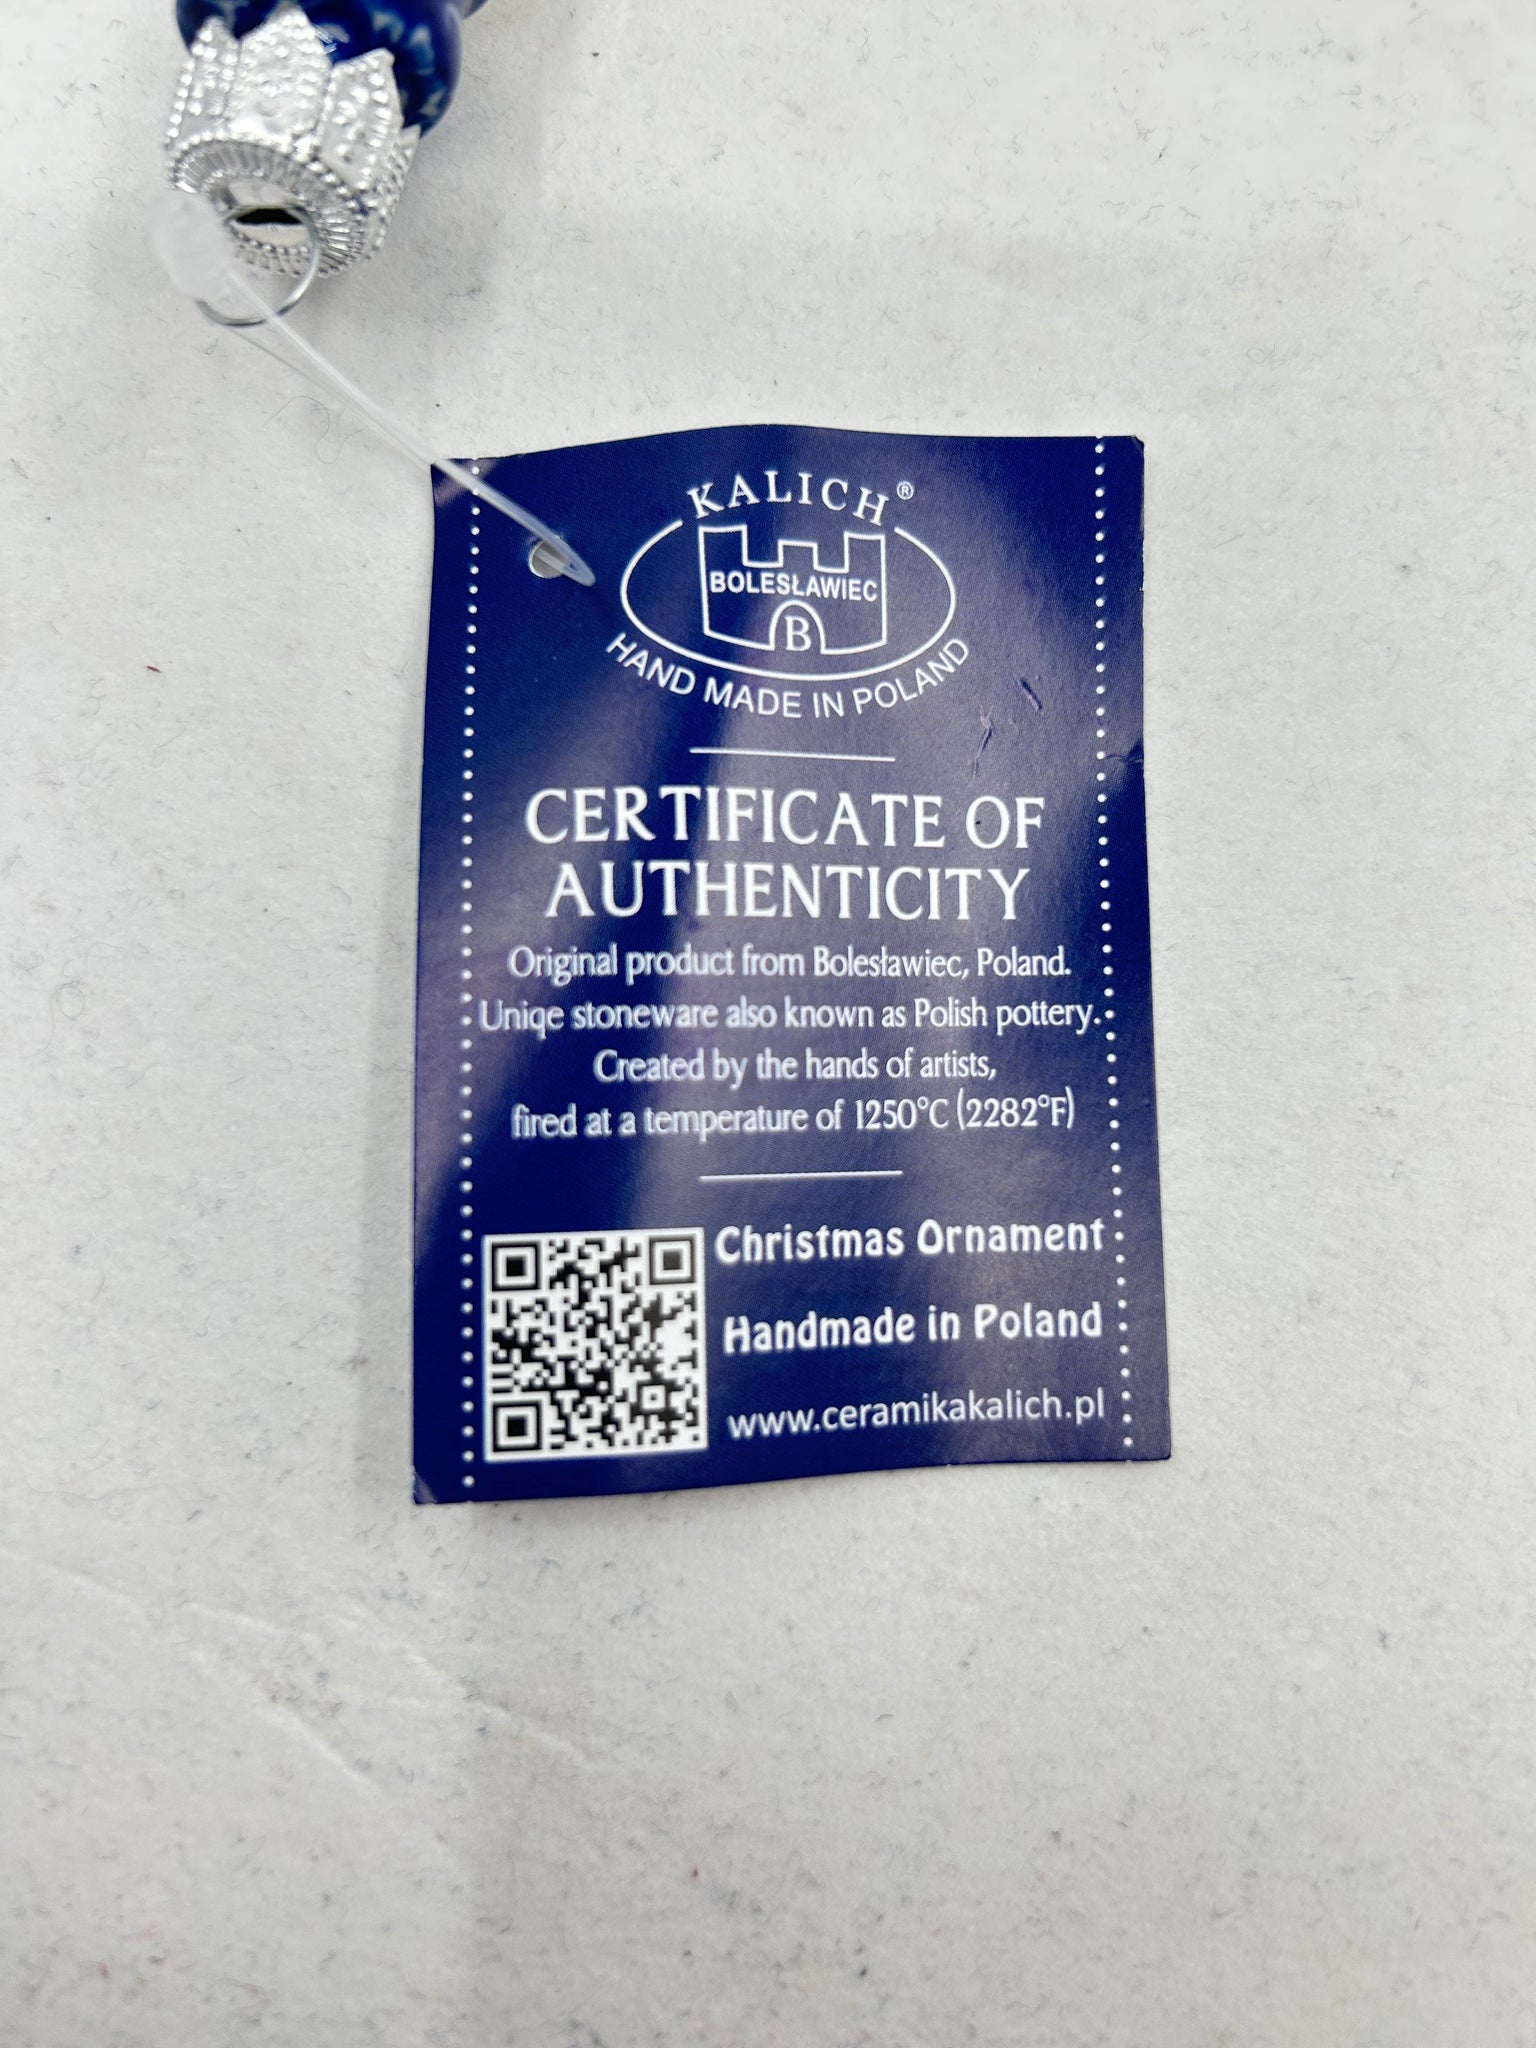 KALICH®
BOLESŁAWIEC
B
HAND MADE IN POLAND
CERTIFICATE OF
AUTHENTICITY
Original product from Bolesławiec, Poland.
Uniqe stoneware also known as Polish pottery.
Created by the hands of artists,
fired at a temperature of 1250°C (2282°F)
Christmas Ornament
Handmade in Poland
www.ceramikakalich.pl